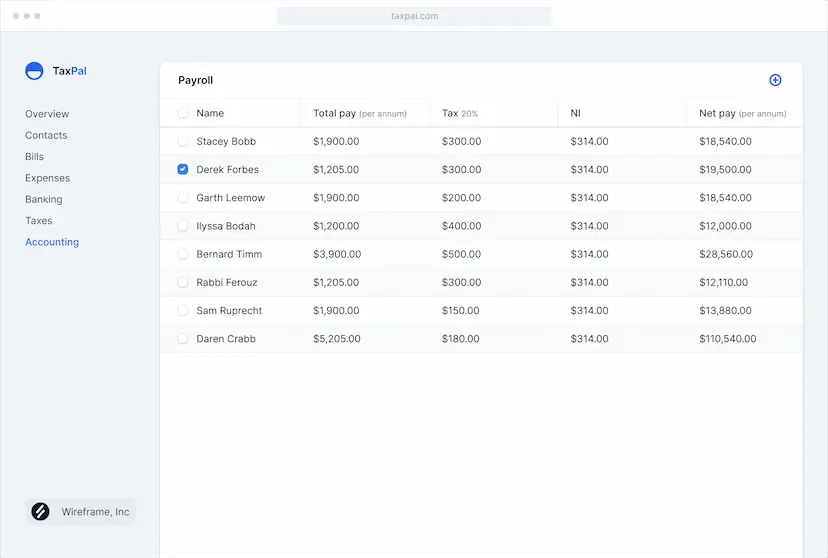 taxpal.com
TaxPal
Overview
Contacts
Bills
Expenses
Banking
Taxes
Accounting
Wireframe, Inc
Payroll
Name Total pay (per annum) Tax 20% NI Net pay (per annum)
Stacey Bobb $1,900.00 $300.00 $314.00 $18,540.00
Derek Forbes $1,205.00 $300.00 $314.00 $19,500.00
Garth Leemow $1,900.00 $200.00 $314.00 $18,540.00
Ilyssa Bodah $1,200.00 $400.00 $314.00 $12,000.00
Bernard Timm $3,900.00 $500.00 $314.00 $28,560.00
Rabbi Ferouz $1,205.00 $300.00 $314.00 $12,110.00
Sam Ruprecht $1,900.00 $150.00 $314.00 $13,880.00
Daren Crabb $5,205.00 $180.00 $314.00 $110,540.00